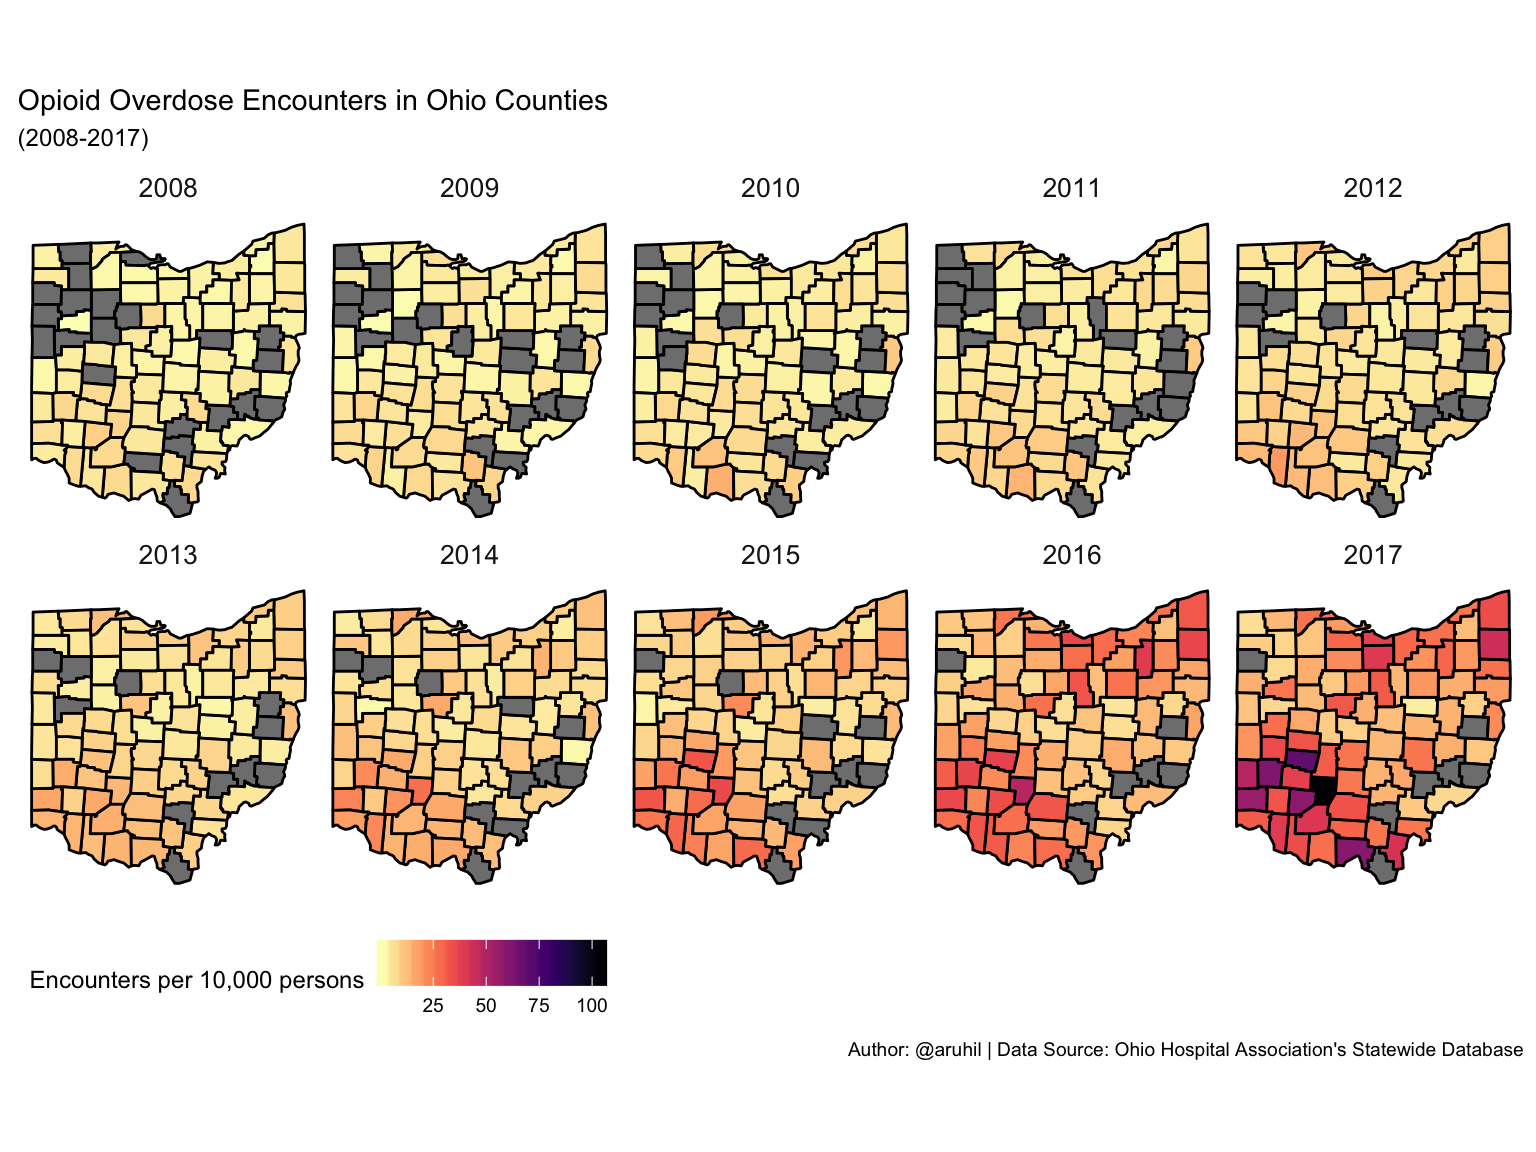 Opioid Overdose Encounters in Ohio Counties
(2008-2017)
2008 2009 2010 2011 2012
2013 2014 2015 2016 2017
Encounters per 10,000 persons
25 50 75 100
Author: @aruhil | Data Source: Ohio Hospital Association's Statewide Database